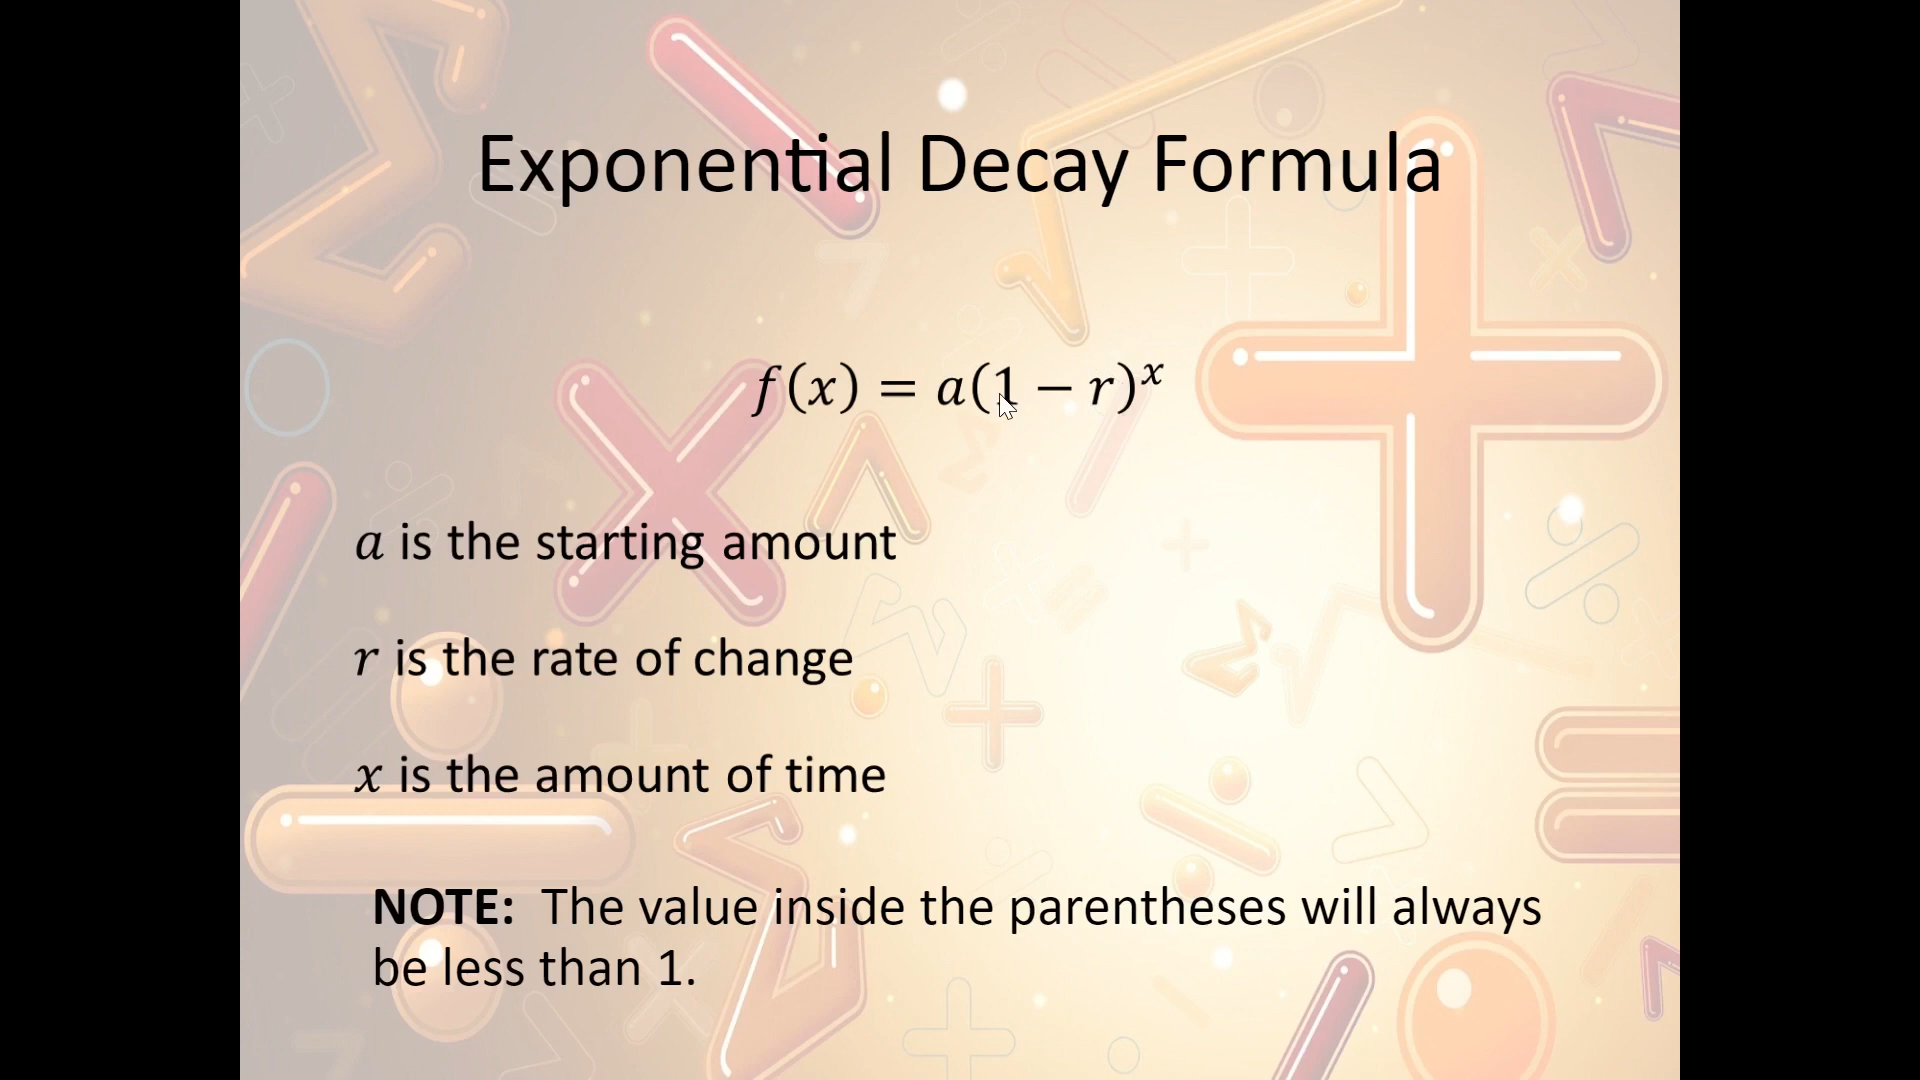 Exponential Decay Formula
f(x) = a(1 − r)ˣ
a is the starting amount
r is the rate of change
x is the amount of time
NOTE: The value inside the parentheses will always
be less than 1.